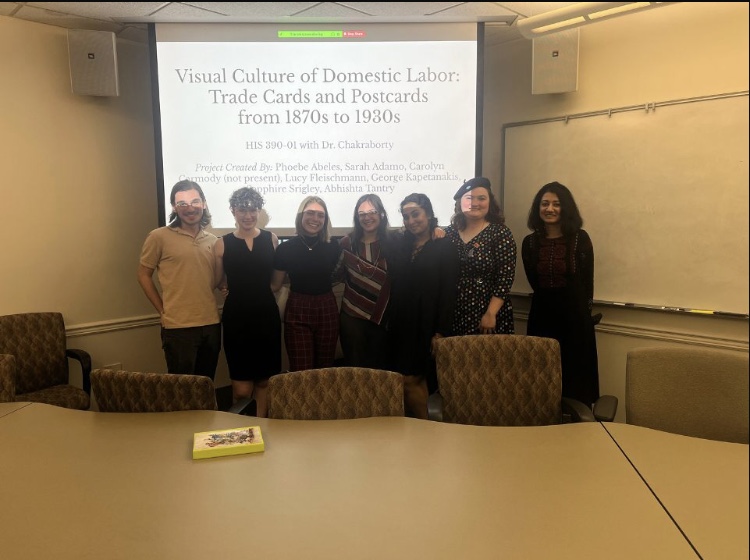 Visual Culture of Domestic Labor:
Trade Cards and Postcards
from 1870s to 1930s
HIS 390-01 with Dr. Chakraborty
Project Created By: Phoebe Abeles, Sarah Adamo, Carolyn
Cormody (not present), Lucy Fleischmann, George Kapetanakis,
Srigley, Abhishta Tantry